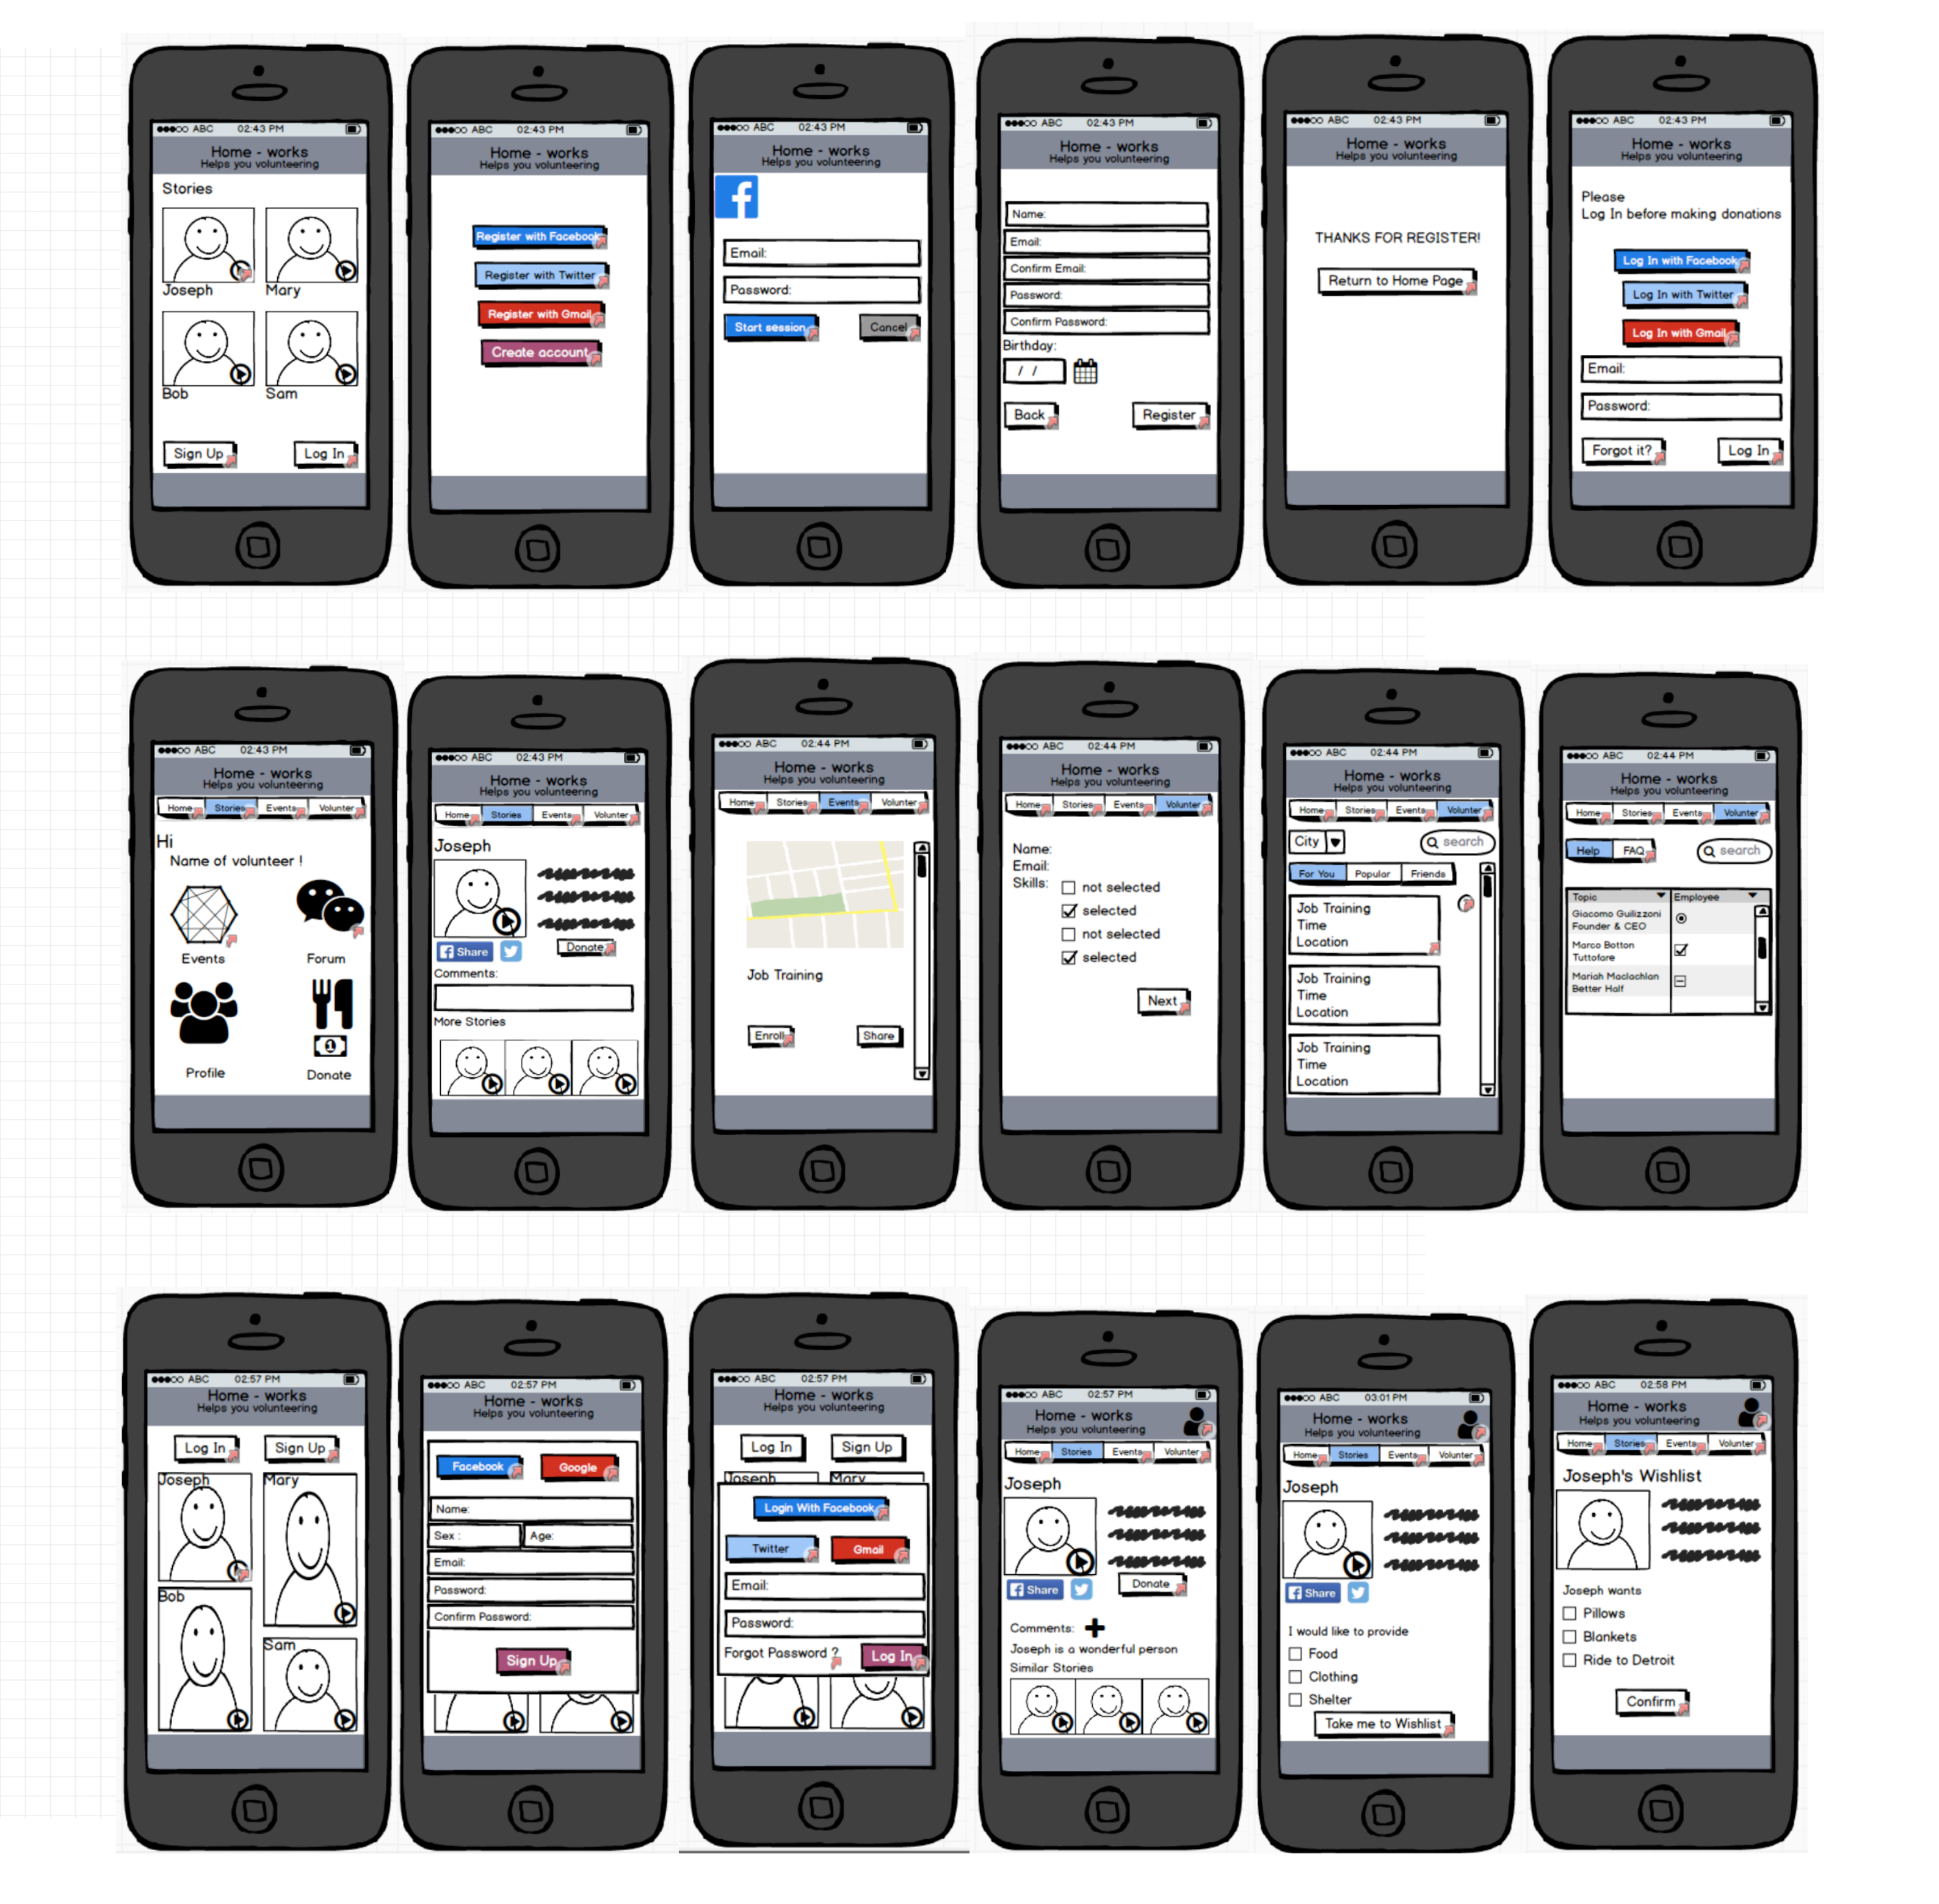 ABC 02:43 PM
Home - works
Helps you volunteering
Stories
Joseph Mary
Bob Sam
Sign Up Log In
ABC 02:43 PM
Home - works
Helps you volunteering
Register with Facebook
Register with Twitter
Register with Gmail
Create account
ABC 02:43 PM
Home - works
Helps you volunteering
f
Email:
Password:
Start session Cancel
ABC 02:43 PM
Home - works
Helps you volunteering
Name:
Email:
Confirm Email:
Password:
Confirm Password:
Birthday:
/ /
Back Register
ABC 02:43 PM
Home - works
Helps you volunteering
THANKS FOR REGISTER!
Return to Home Page
ABC 02:43 PM
Home - works
Helps you volunteering
Please
Log In before making donations
Log In with Facebook
Log In with Twitter
Log In with Gmail
Email:
Password:
Forgot it? Log In
ABC 02:43 PM
Home - works
Helps you volunteering
Home Stories Events Volunter
Hi
Name of volunteer !
Events Forum
1
Profile Donate
ABC 02:43 PM
Home - works
Helps you volunteering
Home Stories Events Volunter
Joseph
f Share Donate
Comments:
More Stories
ABC 02:44 PM
Home - works
Helps you volunteering
Home Stories Events Volunter
Job Training
Enroll Share
ABC 02:44 PM
Home - works
Helps you volunteering
Home Stories Events Volunter
Name:
Email:
Skills: not selected
selected
not selected
selected
Next
ABC 02:44 PM
Home - works
Helps you volunteering
Home Stories Events Volunter
City search
For You Popular Friends
Job Training
Time
Location
Job Training
Time
Location
Job Training
Time
Location
ABC 02:44 PM
Home - works
Helps you volunteering
Home Stories Events Volunter
Help FAQ search
Topic Employee
Giacomo Guilizzoni
Founder & CEO
Marco Botton
Tuttofare
Mariah Maclachlan
Better Half
ABC 02:57 PM
Home - works
Helps you volunteering
Log In Sign Up
Joseph Mary
Bob
Sam
ABC 02:57 PM
Home - works
Helps you volunteering
Facebook Google
Name:
Sex : Age:
Email:
Password:
Confirm Password:
Sign Up
ABC 02:57 PM
Home - works
Helps you volunteering
Log In Sign Up
Joseph Mary
Login With Facebook
Twitter Gmail
Email:
Password:
Forgot Password ? Log In
ABC 02:57 PM
Home - works
Helps you volunteering
Home Stories Events Volunter
Joseph
f Share Donate
Comments:
Joseph is a wonderful person
Similar Stories
ABC 03:01 PM
Home - works
Helps you volunteering
Home Stories Events Volunter
Joseph
f Share
I would like to provide
Food
Clothing
Shelter
Take me to Wishlist
ABC 02:58 PM
Home - works
Helps you volunteering
Home Stories Events Volunter
Joseph's Wishlist
Joseph wants
Pillows
Blankets
Ride to Detroit
Confirm